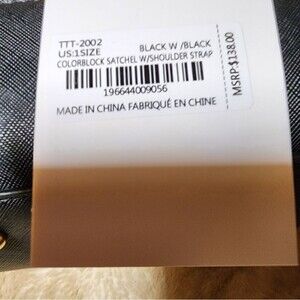 TTT-2002 BLACK W /BLACK
US:1SIZE
COLORBLOCK SATCHEL W/SHOULDER STRAP
196644009056
MSRP:$138.00
MADE IN CHINA FABRIQUÉ EN CHINE